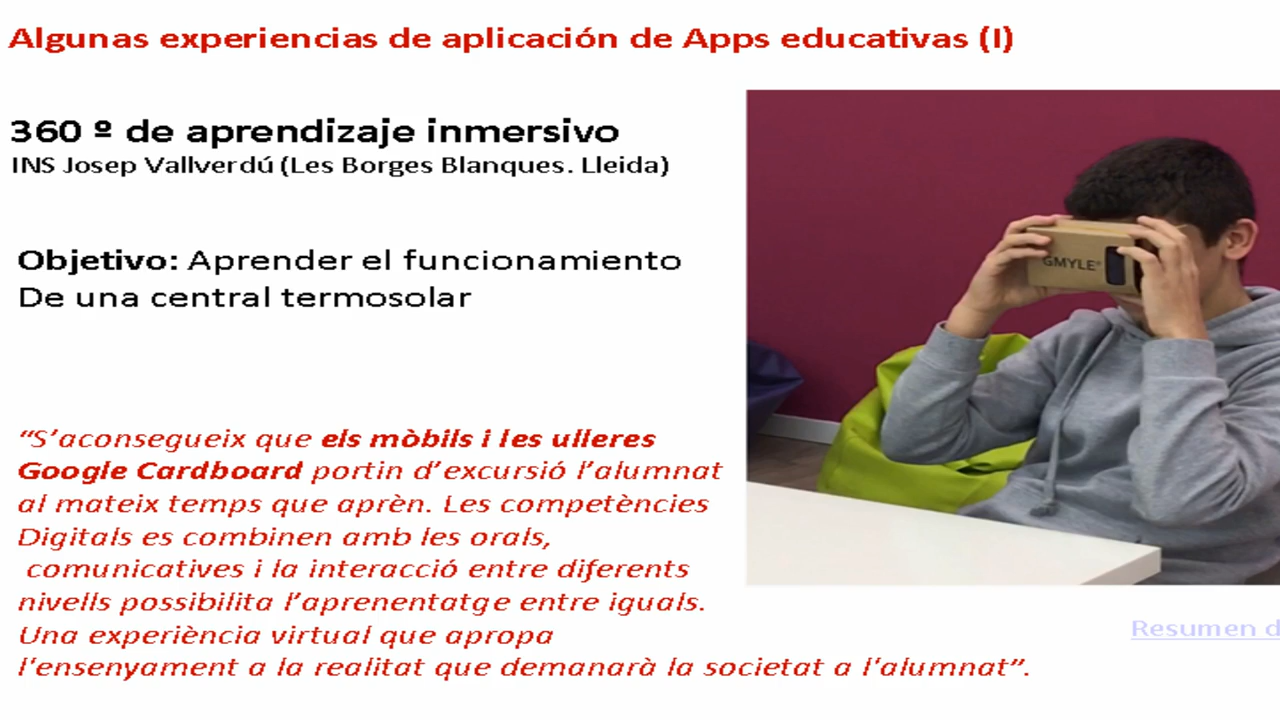 Algunas experiencias de aplicación de Apps educativas (I)
360 º de aprendizaje inmersivo
INS Josep Vallverdú (Les Borges Blanques. Lleida)
Objetivo: Aprender el funcionamiento
De una central termosolar
GMYLE®
“S’aconsegueix que els mòbils i les ulleres
Google Cardboard portin d’excursió l’alumnat
al mateix temps que aprèn. Les competències
Digitals es combinen amb les orals,
comunicatives i la interacció entre diferents
nivells possibilita l’aprenentatge entre iguals.
Una experiència virtual que apropa
l’ensenyament a la realitat que demanarà la societat a l’alumnat”.
Resumen d